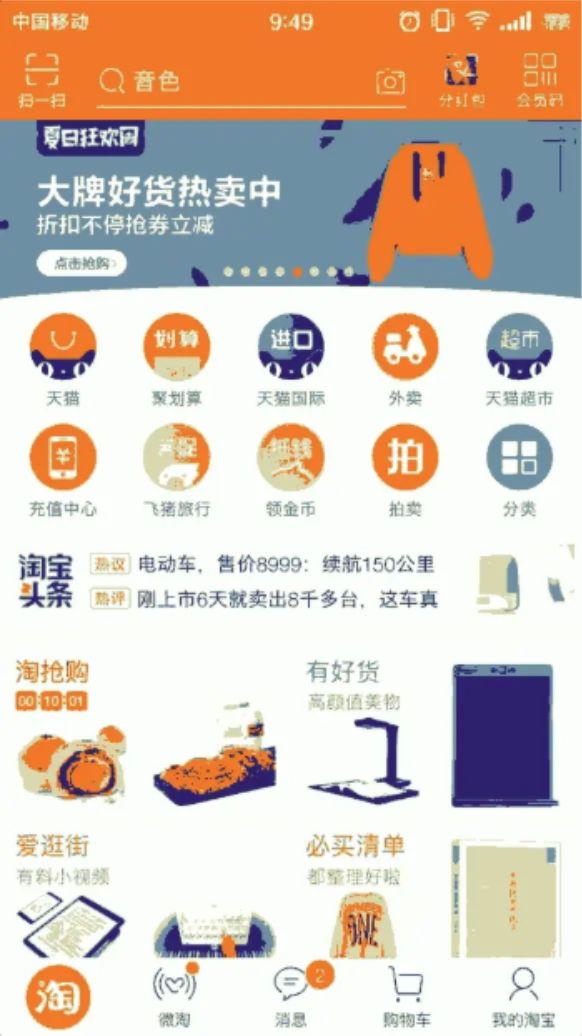 中国移动 9:49
扫一扫 音色 分红包 会员码
夏日狂欢周
大牌好货热卖中
折扣不停抢券立减
点击抢购
划算 进口 超市
天猫 聚划算 天猫国际 外卖 天猫超市
¥ 拍
充值中心 飞猪旅行 领金币 拍卖 分类
淘宝头条
热议 电动车，售价8999：续航150公里
热评 刚上市6天就卖出8千多台，这车真
淘抢购 有好货
00:10:01 高颜值美物
爱逛街 必买清单
有料小视频 都整理好啦
ONE
淘 2
微淘 消息 购物车 我的淘宝